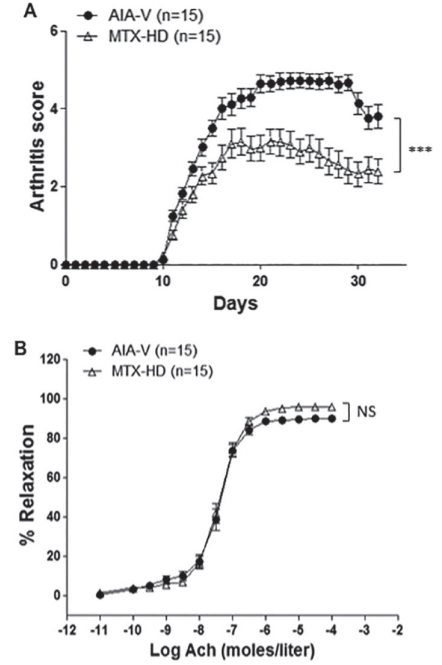 A
AIA-V (n=15)
MTX-HD (n=15)
6
4
2
0
Arthritis score
***
0 10 20 30
Days
B
AIA-V (n=15)
MTX-HD (n=15)
120
100
80
60
40
20
0
% Relaxation
NS
-12 -11 -10 -9 -8 -7 -6 -5 -4 -3 -2
Log Ach (moles/liter)